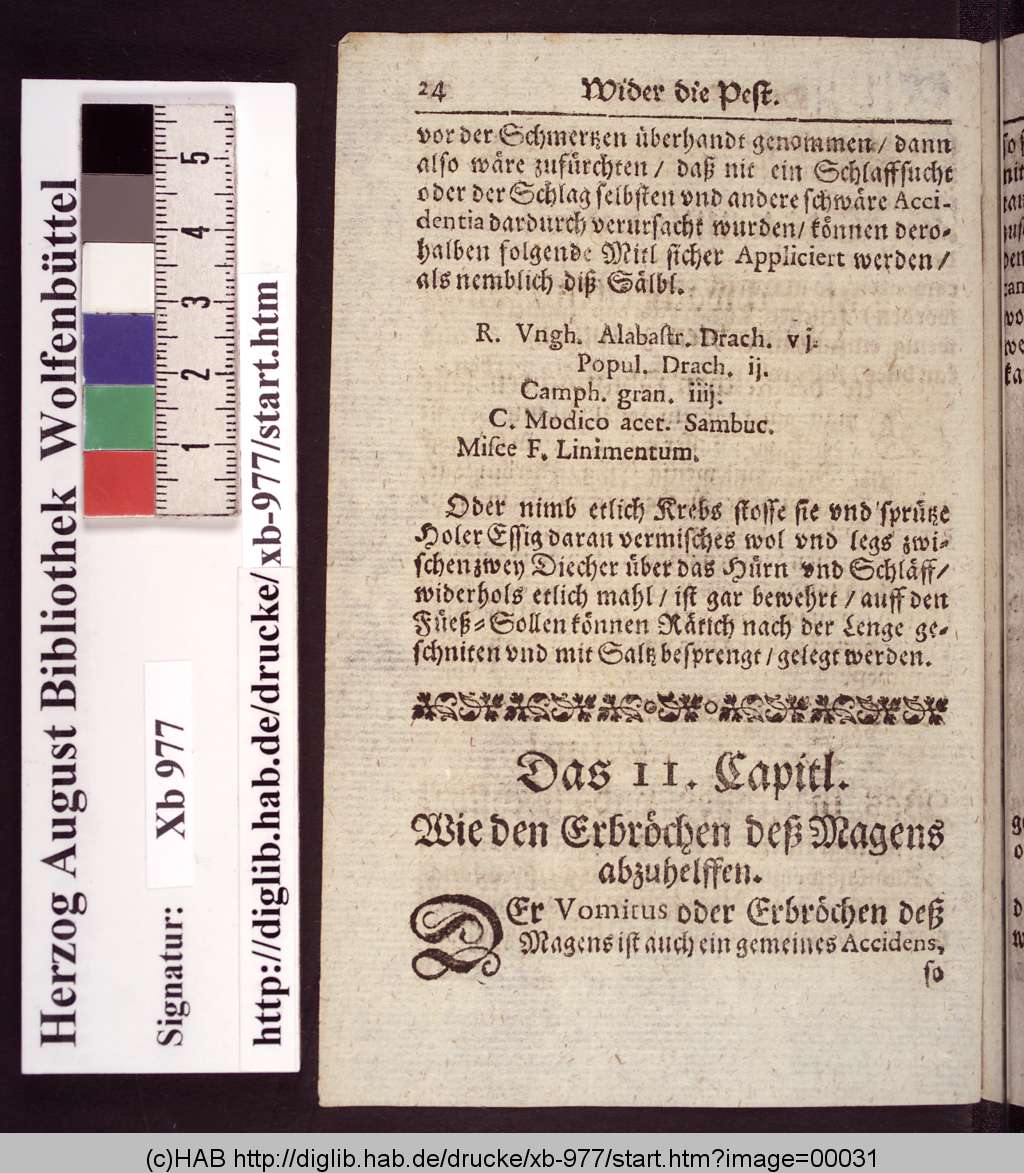 24 Wider die Pest.
vor der Schmertzen überhandt genommen / dann
also wäre zufürchten / daß nit ein Schlaffsucht
oder der Schlag selbsten vnd andere schwäre Acci-
dentia dardurch verursacht wurden / können dero-
halben folgende Mitl sicher Appliciert werden /
als nemblich diß Sälbl.
R. Vngh. Alabastr. Drach. vj.
Popul. Drach. ij.
Camph. gran. iiij.
C. Modico acet. Sambuc.
Misce F. Linimentum.
Oder nimb etlich Krebs stosse sie vnd sprütze
Holer Essig daran vermisches wol vnd legs zwi-
schen zwey Diecher über das Hürn vnd Schläff /
widerhols etlich mahl / ist gar bewehrt / auff den
Füeß-Sollen können Rätich nach der Lenge ge-
schniten vnd mit Saltz besprengt / gelegt werden.
Das 11. Capitl.
Wie den Erbröchen deß Magens
abzuhelffen.
DEr Vomitus oder Erbröchen deß
Magens ist auch ein gemeines Accidens,
so
Herzog August Bibliothek Wolfenbüttel
Signatur: Xb 977
http://diglib.hab.de/drucke/xb-977/start.htm
1 2 3 4 5
(c)HAB http://diglib.hab.de/drucke/xb-977/start.htm?image=00031